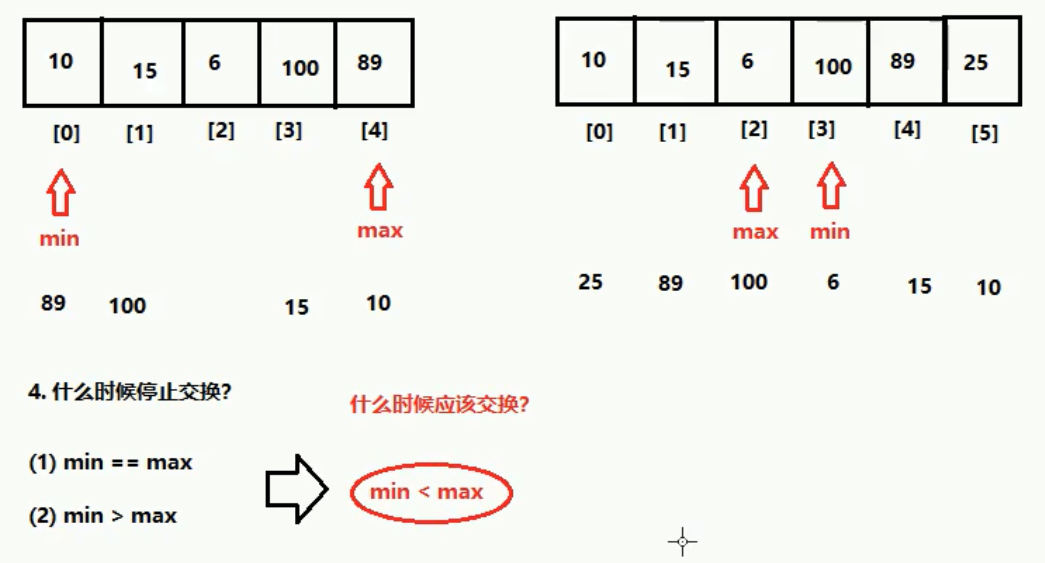 10 15 6 100 89
[0] [1] [2] [3] [4]
min max
89 100 15 10
10 15 6 100 89 25
[0] [1] [2] [3] [4] [5]
max min
25 89 100 6 15 10
4. 什么时候停止交换?
什么时候应该交换?
(1) min == max
min < max
(2) min > max